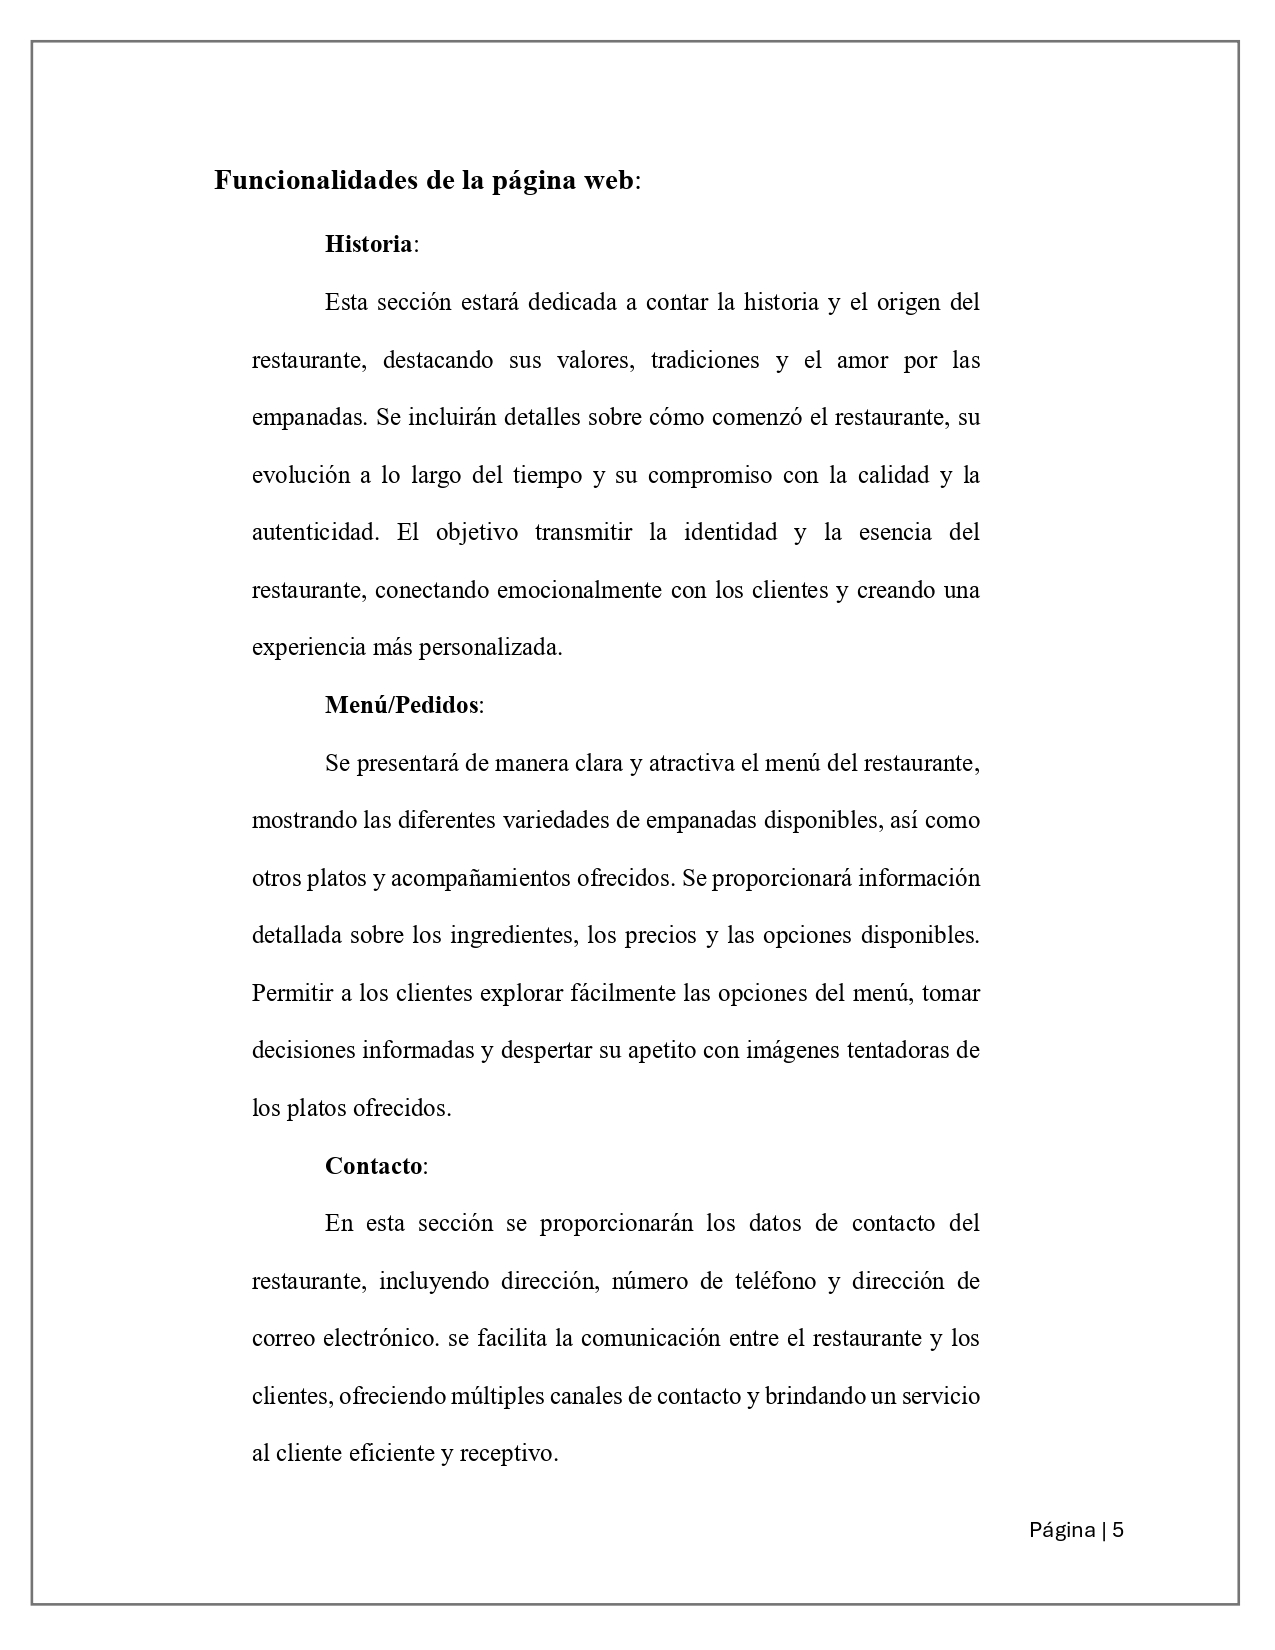 Funcionalidades de la página web:
Historia:
Esta sección estará dedicada a contar la historia y el origen del
restaurante, destacando sus valores, tradiciones y el amor por las
empanadas. Se incluirán detalles sobre cómo comenzó el restaurante, su
evolución a lo largo del tiempo y su compromiso con la calidad y la
autenticidad. El objetivo transmitir la identidad y la esencia del
restaurante, conectando emocionalmente con los clientes y creando una
experiencia más personalizada.
Menú/Pedidos:
Se presentará de manera clara y atractiva el menú del restaurante,
mostrando las diferentes variedades de empanadas disponibles, así como
otros platos y acompañamientos ofrecidos. Se proporcionará información
detallada sobre los ingredientes, los precios y las opciones disponibles.
Permitir a los clientes explorar fácilmente las opciones del menú, tomar
decisiones informadas y despertar su apetito con imágenes tentadoras de
los platos ofrecidos.
Contacto:
En esta sección se proporcionarán los datos de contacto del
restaurante, incluyendo dirección, número de teléfono y dirección de
correo electrónico. se facilita la comunicación entre el restaurante y los
clientes, ofreciendo múltiples canales de contacto y brindando un servicio
al cliente eficiente y receptivo.
Página | 5